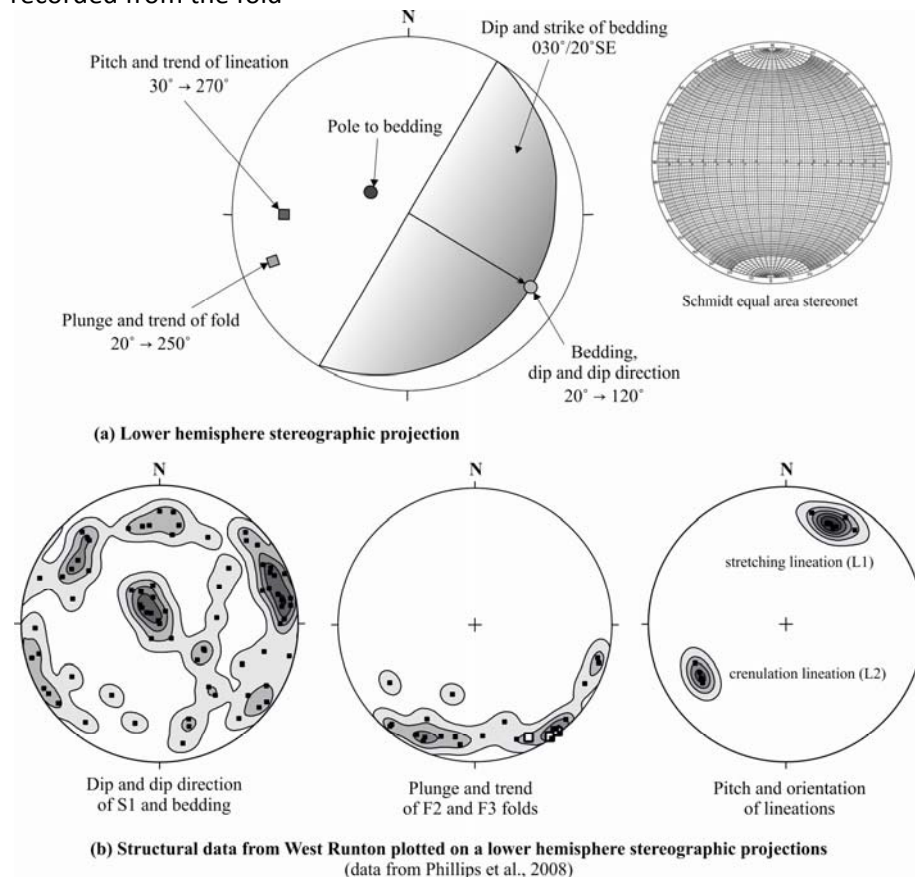 recorded from the fold
N
Dip and strike of bedding
030°/20°SE
Pitch and trend of lineation
30° → 270°
Pole to bedding
Schmidt equal area stereonet
Plunge and trend of fold
20° → 250°
Bedding,
dip and dip direction
20° → 120°
(a) Lower hemisphere stereographic projection
N
N
N
stretching lineation (L1)
crenulation lineation (L2)
Dip and dip direction
of S1 and bedding
Plunge and trend
of F2 and F3 folds
Pitch and orientation
of lineations
(b) Structural data from West Runton plotted on a lower hemisphere stereographic projections
(data from Phillips et al., 2008)